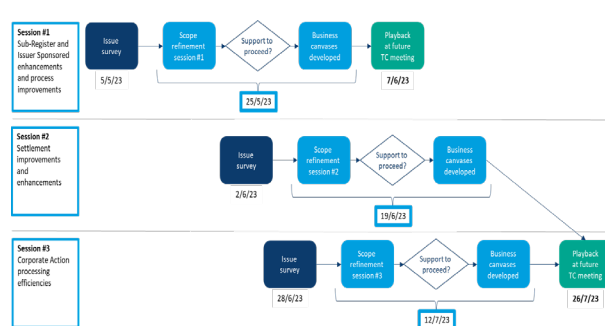 Session #1
Sub-Register and
Issuer Sponsored
enhancements
and process
improvements
Issue
survey
5/5/23
Scope
refinement
session #1
Support to
proceed?
Business
canvases
developed
25/5/23
Playback
at future
TC meeting
7/6/23
Session #2
Settlement
improvements
and
enhancements
Issue
survey
2/6/23
Scope
refinement
session #2
Support to
proceed?
Business
canvases
developed
19/6/23
Session #3
Corporate Action
processing
efficiencies
Issue
survey
28/6/23
Scope
refinement
session #3
Support to
proceed?
Business
canvases
developed
12/7/23
Playback
at future
TC meeting
26/7/23